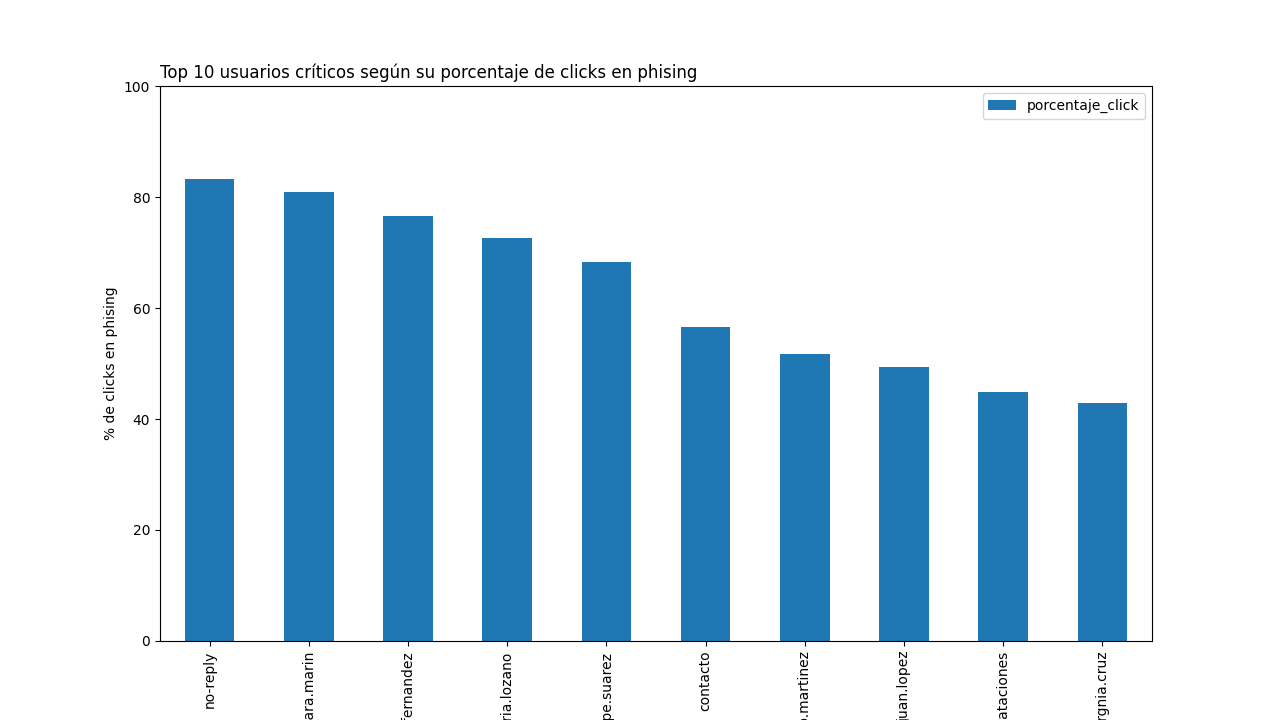 Top 10 usuarios críticos según su porcentaje de clicks en phising
porcentaje_click
% de clicks en phising
100
80
60
40
20
0
no-reply
ara.marin
fernandez
ria.lozano
pe.suarez
contacto
.martinez
juan.lopez
ataciones
rgnia.cruz